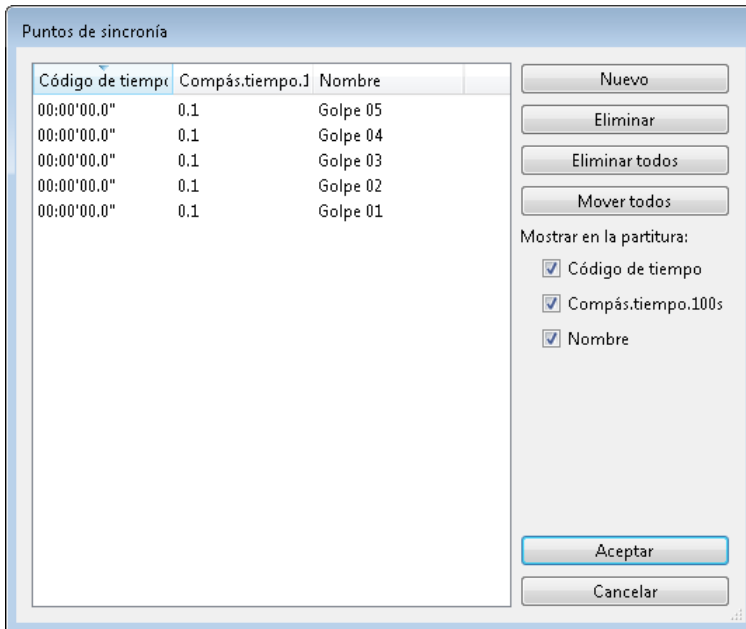 Puntos de sincronía
Código de tiempo Compás.tiempo.1 Nombre
00:00'00.0" 0.1 Golpe 05
00:00'00.0" 0.1 Golpe 04
00:00'00.0" 0.1 Golpe 03
00:00'00.0" 0.1 Golpe 02
00:00'00.0" 0.1 Golpe 01
Nuevo
Eliminar
Eliminar todos
Mover todos
Mostrar en la partitura:
Código de tiempo
Compás.tiempo.100s
Nombre
Aceptar
Cancelar